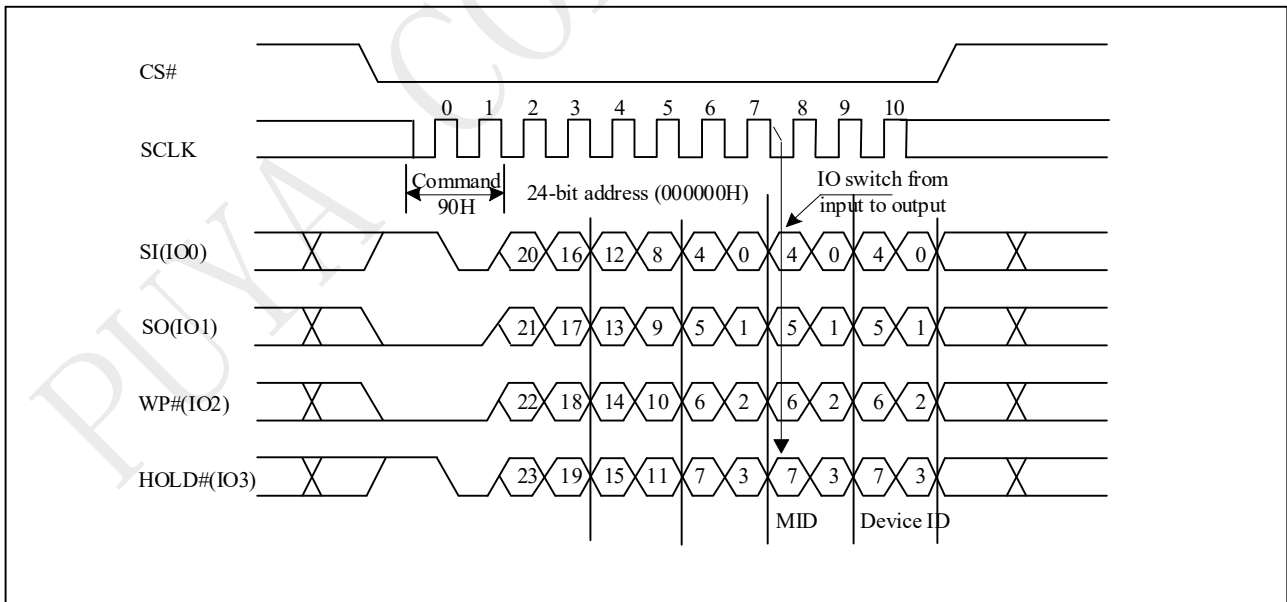 PUYA CO
CS#
0 1 2 3 4 5 6 7 8 9 10
SCLK
Command
90H
24-bit address (000000H)
IO switch from
input to output
SI(IO0)
20 16 12 8 4 0 4 0 4 0
SO(IO1)
21 17 13 9 5 1 5 1 5 1
WP#(IO2)
22 18 14 10 6 2 6 2 6 2
HOLD#(IO3)
23 19 15 11 7 3 7 3 7 3
MID
Device ID